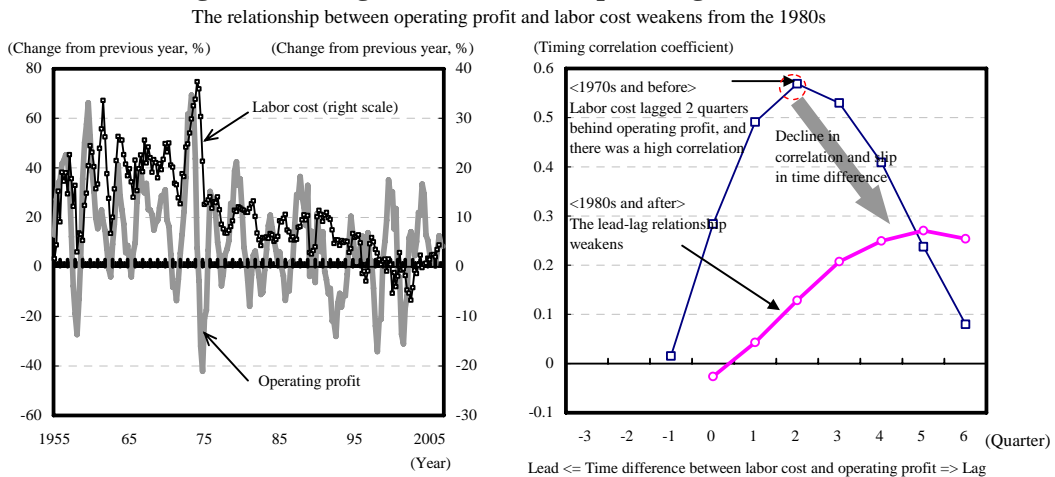 The relationship between operating profit and labor cost weakens from the 1980s
(Change from previous year, %)
(Change from previous year, %)
80
60
40
20
0
-20
-40
-60
40
30
20
10
0
-10
-20
-30
Labor cost (right scale)
Operating profit
1955 65 75 85 95 2005
(Year)
(Timing correlation coefficient)
0.6
0.5
0.4
0.3
0.2
0.1
0
-0.1
<1970s and before>
Labor cost lagged 2 quarters
behind operating profit, and
there was a high correlation
Decline in
correlation and slip
in time difference
<1980s and after>
The lead-lag relationship
weakens
-3 -2 -1 0 1 2 3 4 5 6 (Quarter)
Lead <= Time difference between labor cost and operating profit => Lag